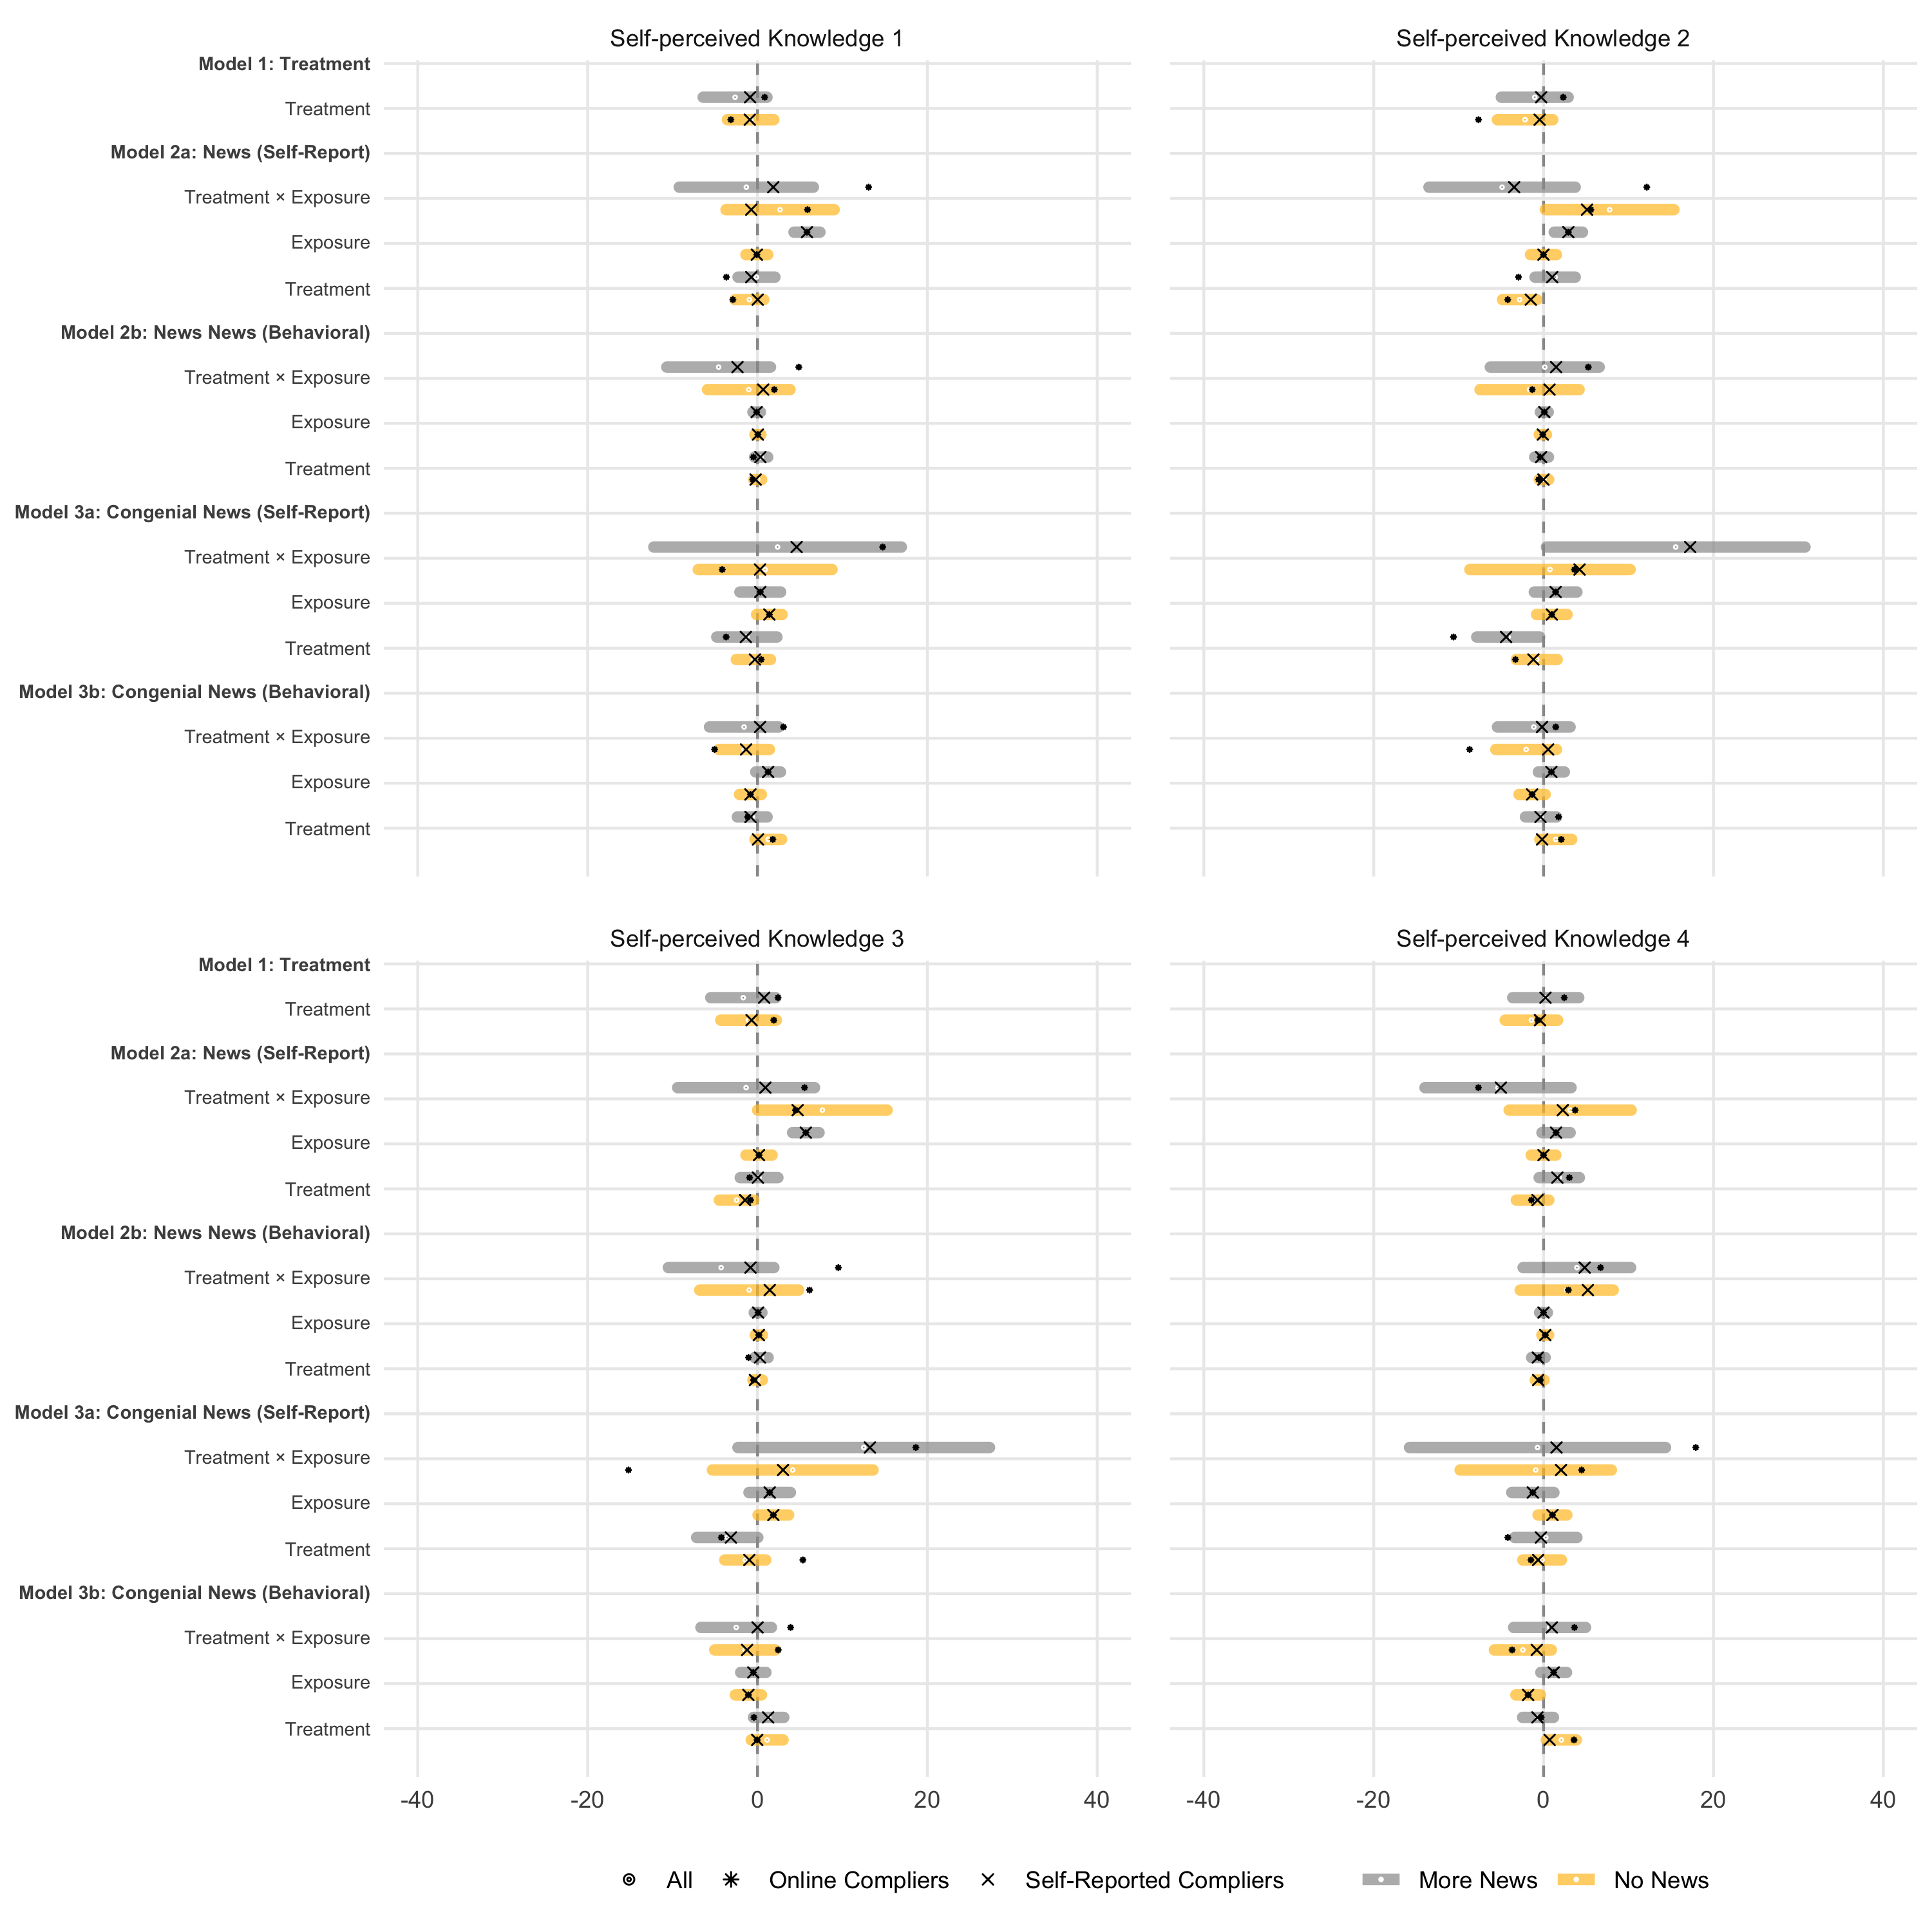 Self-perceived Knowledge 1 Self-perceived Knowledge 2
Model 1: Treatment
Treatment
Model 2a: News (Self-Report)
Treatment × Exposure
Exposure
Treatment
Model 2b: News News (Behavioral)
Treatment × Exposure
Exposure
Treatment
Model 3a: Congenial News (Self-Report)
Treatment × Exposure
Exposure
Treatment
Model 3b: Congenial News (Behavioral)
Treatment × Exposure
Exposure
Treatment
Self-perceived Knowledge 3 Self-perceived Knowledge 4
Model 1: Treatment
Treatment
Model 2a: News (Self-Report)
Treatment × Exposure
Exposure
Treatment
Model 2b: News News (Behavioral)
Treatment × Exposure
Exposure
Treatment
Model 3a: Congenial News (Self-Report)
Treatment × Exposure
Exposure
Treatment
Model 3b: Congenial News (Behavioral)
Treatment × Exposure
Exposure
Treatment
-40 -20 0 20 40 -40 -20 0 20 40
All Online Compliers Self-Reported Compliers More News No News